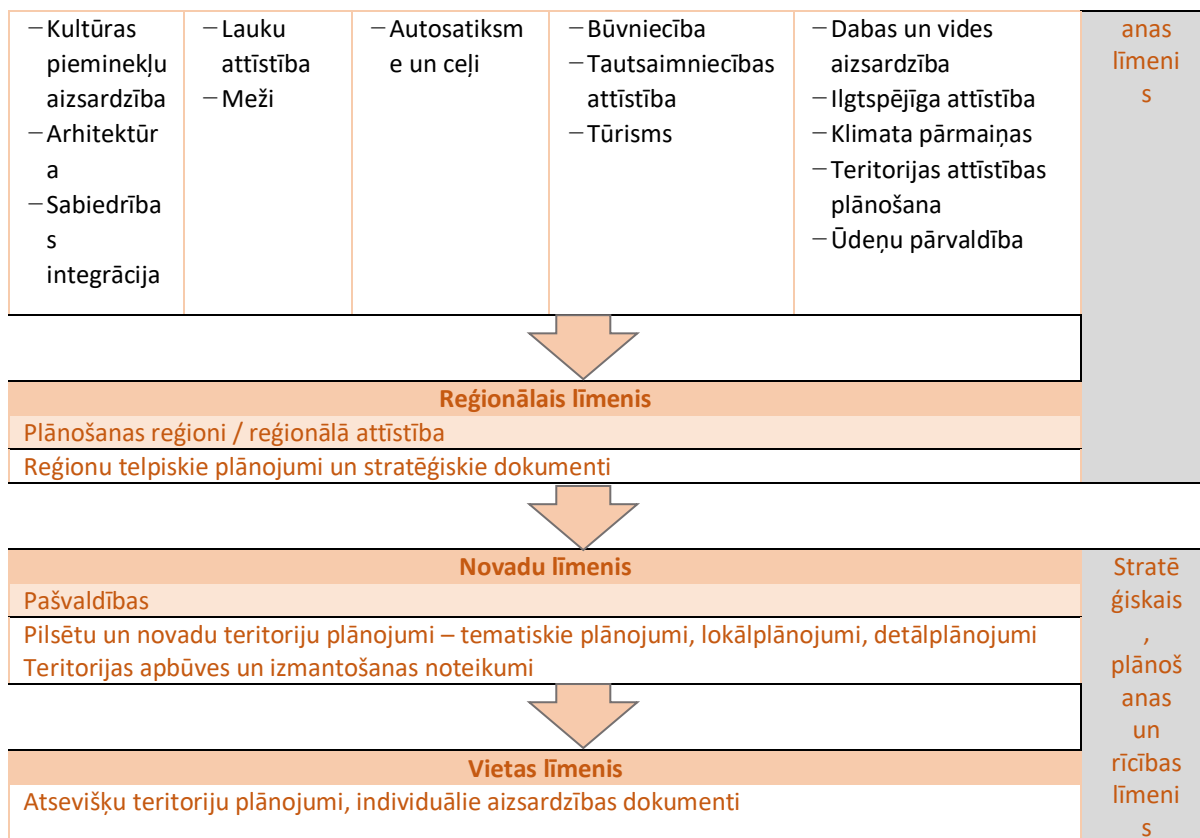 – Kultūras
pieminekļu
aizsardzība
– Arhitektūr
a
– Sabiedrība
s
integrācija
– Lauku
attīstība
– Meži
– Autosatiksm
e un ceļi
– Būvniecība
– Tautsaimniecības
attīstība
– Tūrisms
– Dabas un vides
aizsardzība
– Ilgtspējīga attīstība
– Klimata pārmaiņas
– Teritorijas attīstības
plānošana
– Ūdeņu pārvaldība
anas
līmeni
s
Reģionālais līmenis
Plānošanas reģioni / reģionālā attīstība
Reģionu telpiskie plānojumi un stratēģiskie dokumenti
Novadu līmenis
Pašvaldības
Pilsētu un novadu teritoriju plānojumi – tematiskie plānojumi, lokālplānojumi, detālplānojumi
Teritorijas apbūves un izmantošanas noteikumi
Vietas līmenis
Atsevišķu teritoriju plānojumi, individuālie aizsardzības dokumenti
Stratē
ģiskais
,
plānoš
anas
un
rīcības
līmeni
s